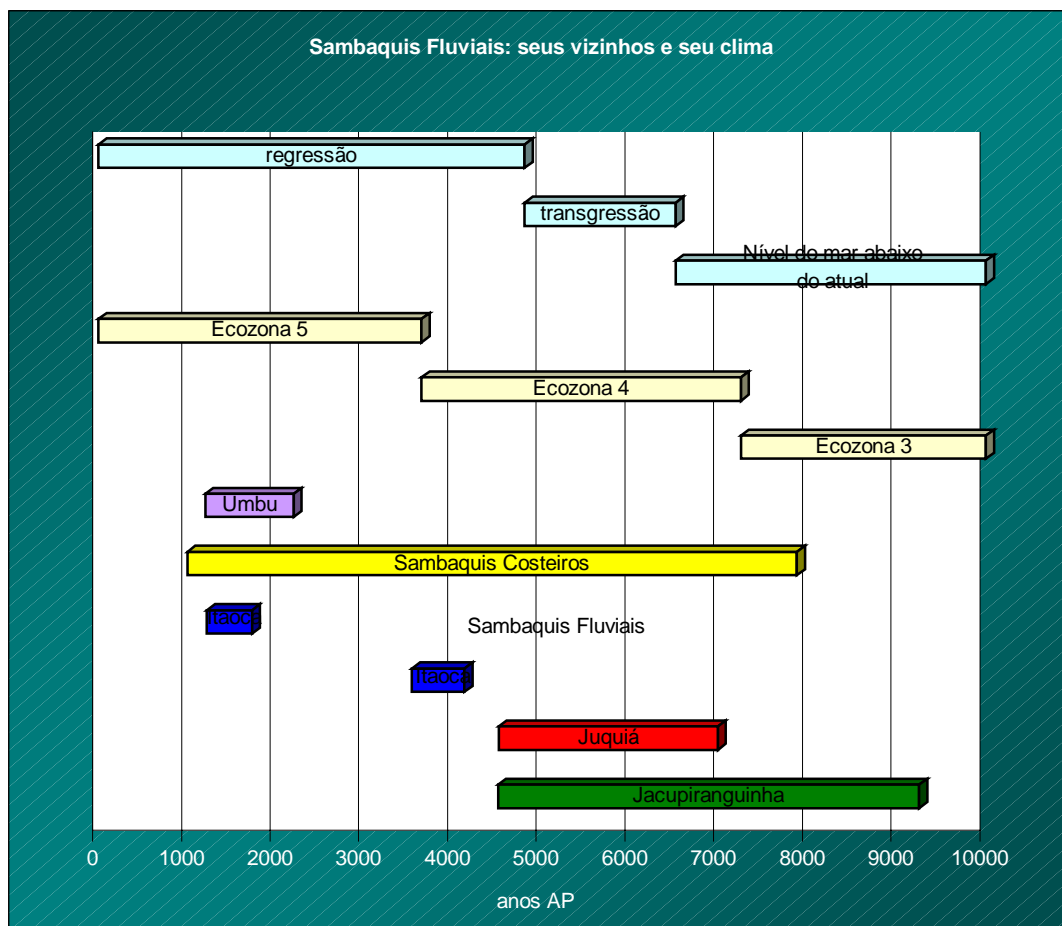 Sambaquis Fluviais: seus vizinhos e seu clima
regressão
transgressão
Nível do mar abaixo
do atual
Ecozona 5
Ecozona 4
Ecozona 3
Umbu
Sambaquis Costeiros
Itaoca
Sambaquis Fluviais
Itaoca
Juquiá
Jacupiranguinha
0 1000 2000 3000 4000 5000 6000 7000 8000 9000 10000
anos AP